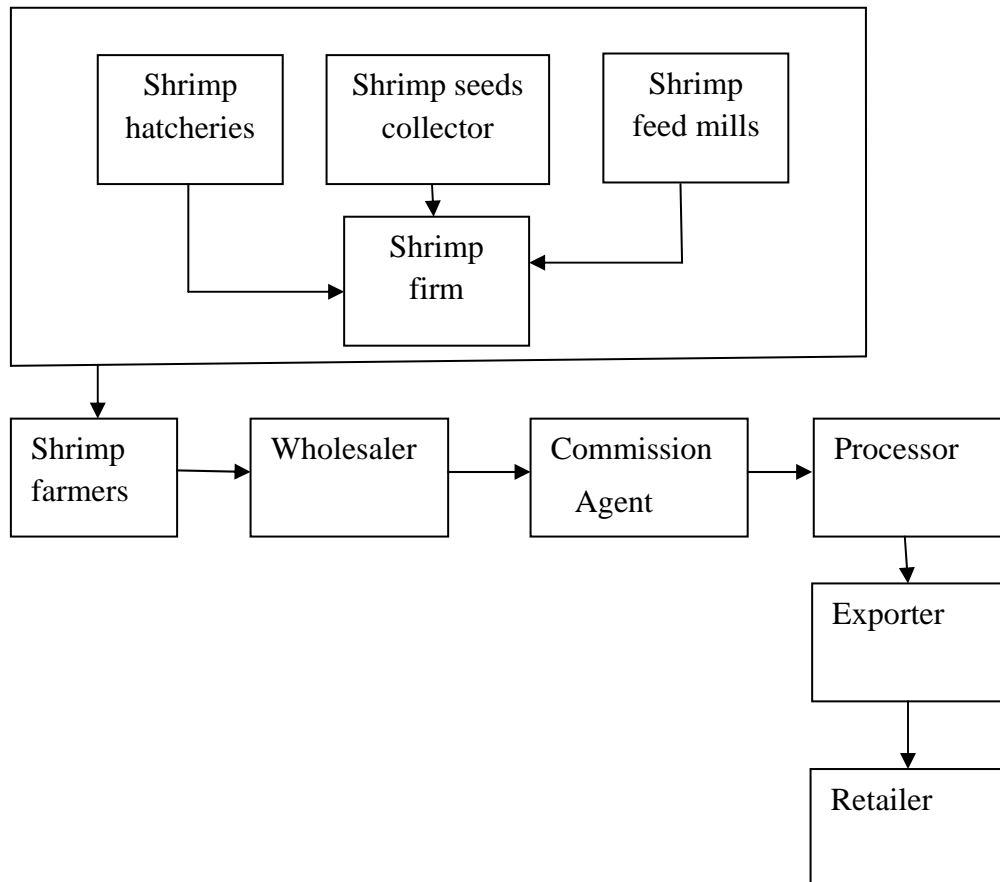 Shrimp
hatcheries
Shrimp seeds
collector
Shrimp
feed mills
Shrimp
firm
Shrimp
farmers
Wholesaler
Commission
Agent
Processor
Exporter
Retailer